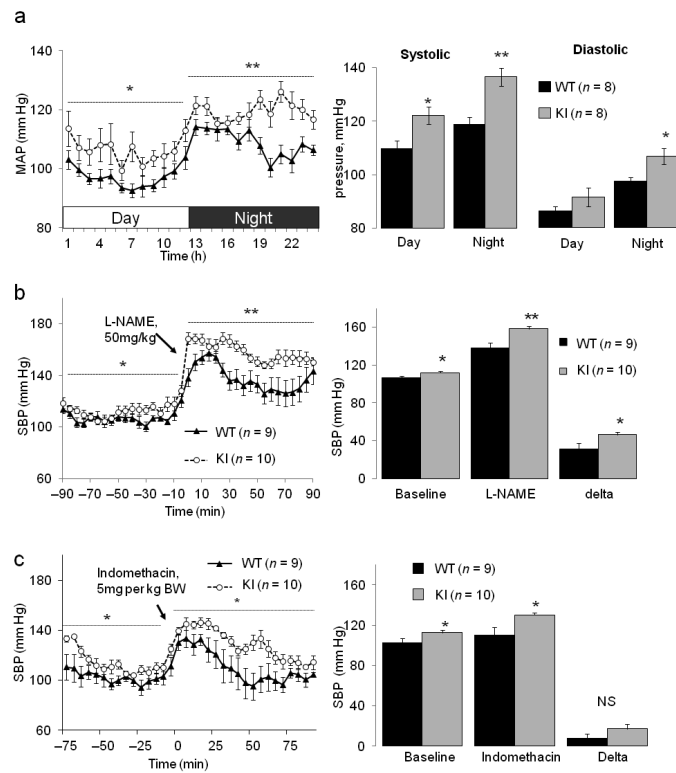 a
140
120
100
80
MAP (mm Hg)
*
**
Day
Night
1 4 7 10 13 16 19 22
Time (h)
Systolic
Diastolic
140
120
100
80
pressure, mm Hg
*
**
*
WT (n = 8)
KI (n = 8)
Day Night Day Night
b
180
140
100
60
SBP (mm Hg)
L-NAME,
50mg/kg
*
**
WT (n = 9)
KI (n = 10)
−90 −70 −50 −30 −10 10 30 50 70 90
Time (min)
160
120
80
40
0
SBP (mm Hg)
*
**
*
WT (n = 9)
KI (n = 10)
Baseline L-NAME delta
c
180
140
100
60
SBP (mm Hg)
Indomethacin,
5mg per kg BW
*
*
WT (n = 9)
KI (n = 10)
−75 −50 −25 0 25 50 75
Time (min)
160
120
80
40
0
SBP (mm Hg)
WT (n = 9)
KI (n = 10)
*
*
NS
Baseline Indomethacin Delta